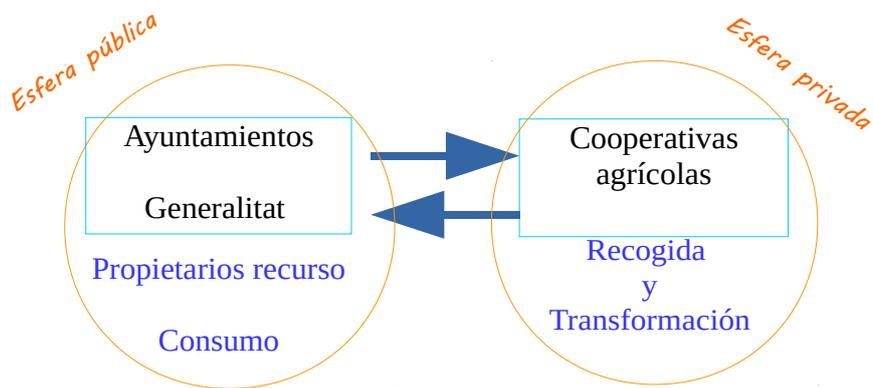 Esfera pública
Esfera privada
Ayuntamientos
Generalitat
Propietarios recurso
Consumo
Cooperativas
agrícolas
Recogida
y
Transformación